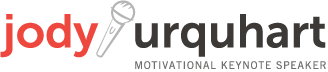 jody urquhart
MOTIVATIONAL KEYNOTE SPEAKER